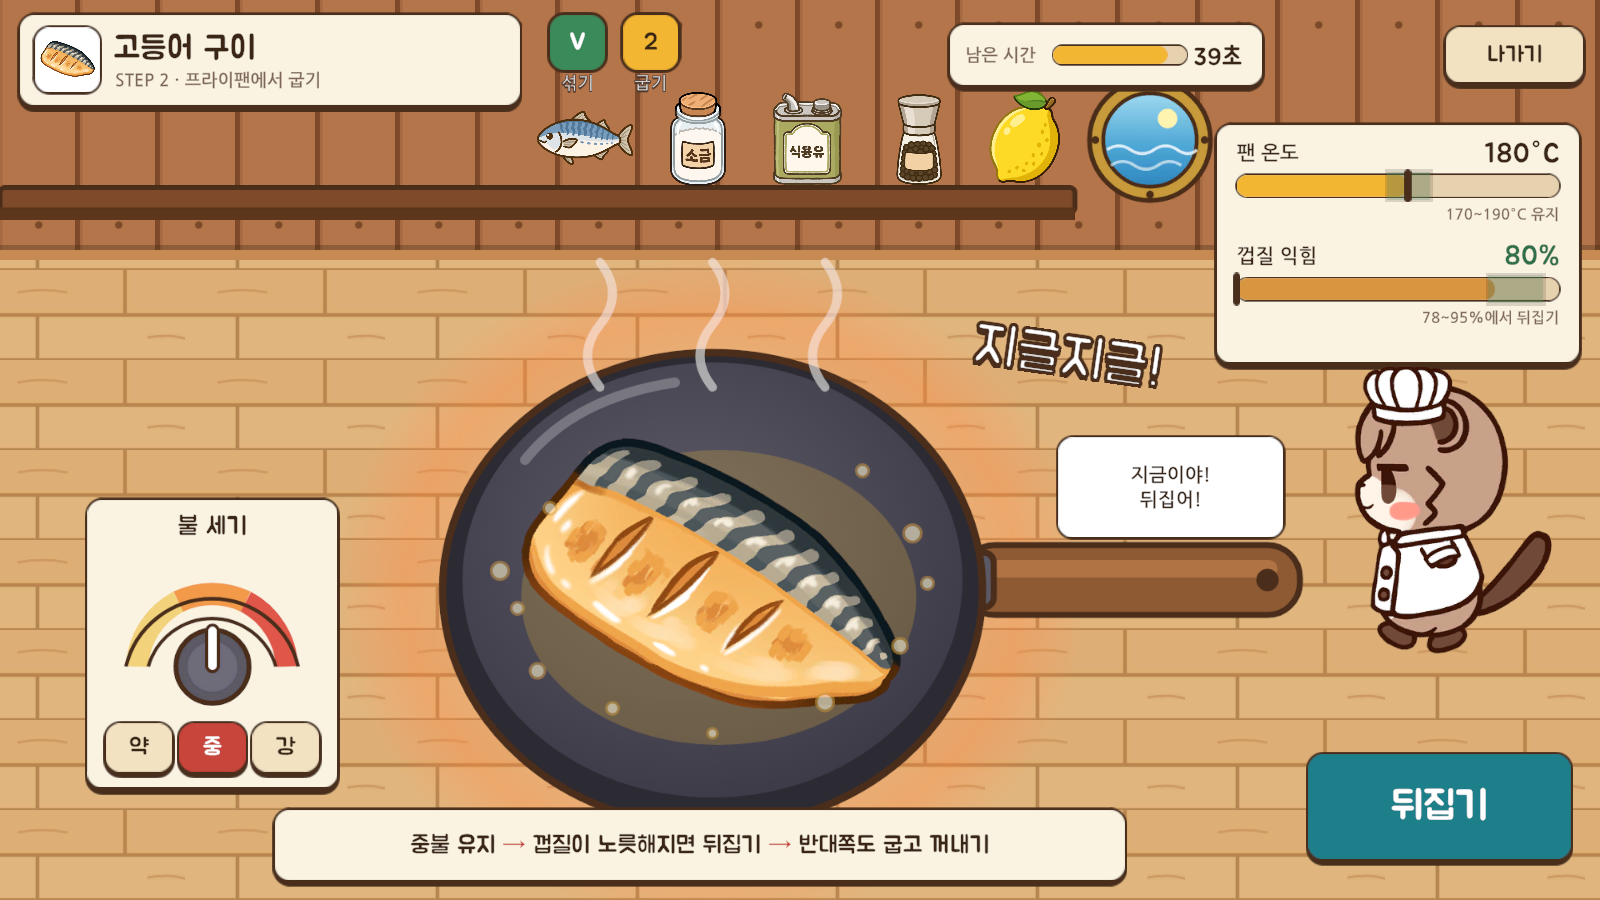 고등어 구이
STEP 2 · 프라이팬에서 굽기
V
섞기
2
굽기
남은 시간
39초
나가기
소금
식용유
팬 온도
180°C
170~190°C 유지
껍질 익힘
80%
78~95%에서 뒤집기
지글지글!
지금이야!
뒤집어!
불 세기
약
중
강
뒤집기
중불 유지 → 껍질이 노릇해지면 뒤집기 → 반대쪽도 굽고 꺼내기